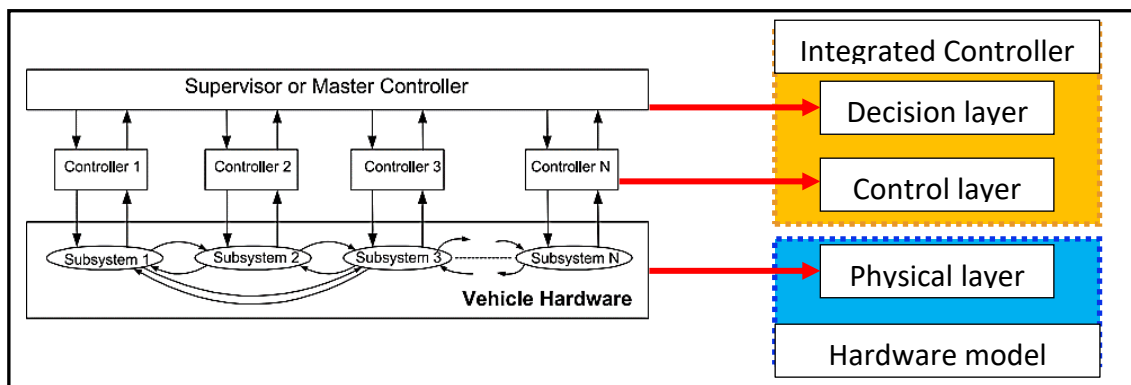 Supervisor or Master Controller
Controller 1
Controller 2
Controller 3
Controller N
Subsystem 1
Subsystem 2
Subsystem 3
Subsystem N
Vehicle Hardware
Integrated Controller
Decision layer
Control layer
Physical layer
Hardware model